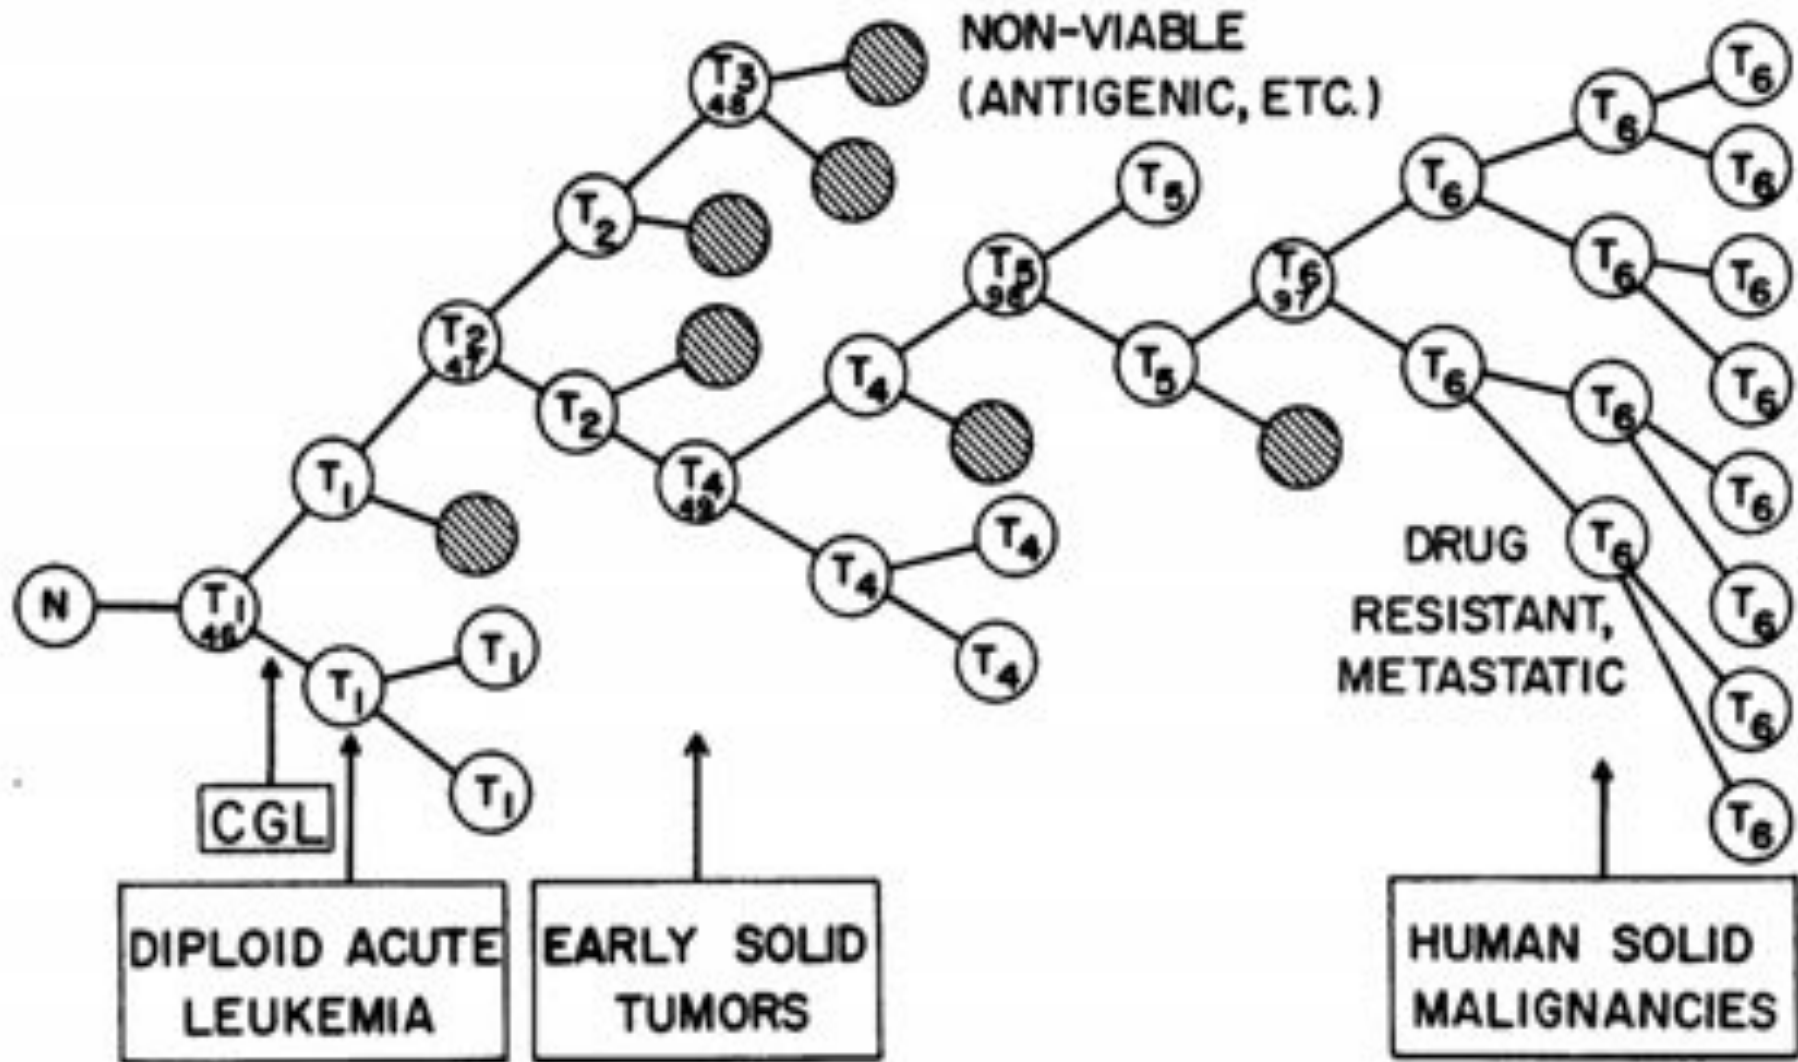 NON-VIABLE
(ANTIGENIC, ETC.)
N
T1
46
T1
T1
T1
T1
T2
47
T2
T2
T3
48
T4
49
T4
T4
T4
T4
T5
98
T5
T5
T6
97
T6
T6
T6
T6
T6
T6
T6
T6
T6
T6
T6
T6
T6
T6
DRUG
RESISTANT,
METASTATIC
CGL
DIPLOID ACUTE
LEUKEMIA
EARLY SOLID
TUMORS
HUMAN SOLID
MALIGNANCIES